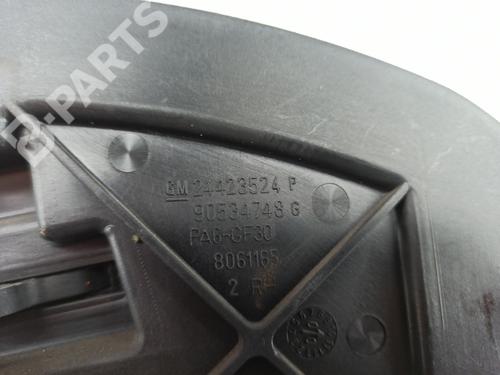 B-PARTS
GM 24423524 P
90534748 G
PA6-GF30
8061165
2 R